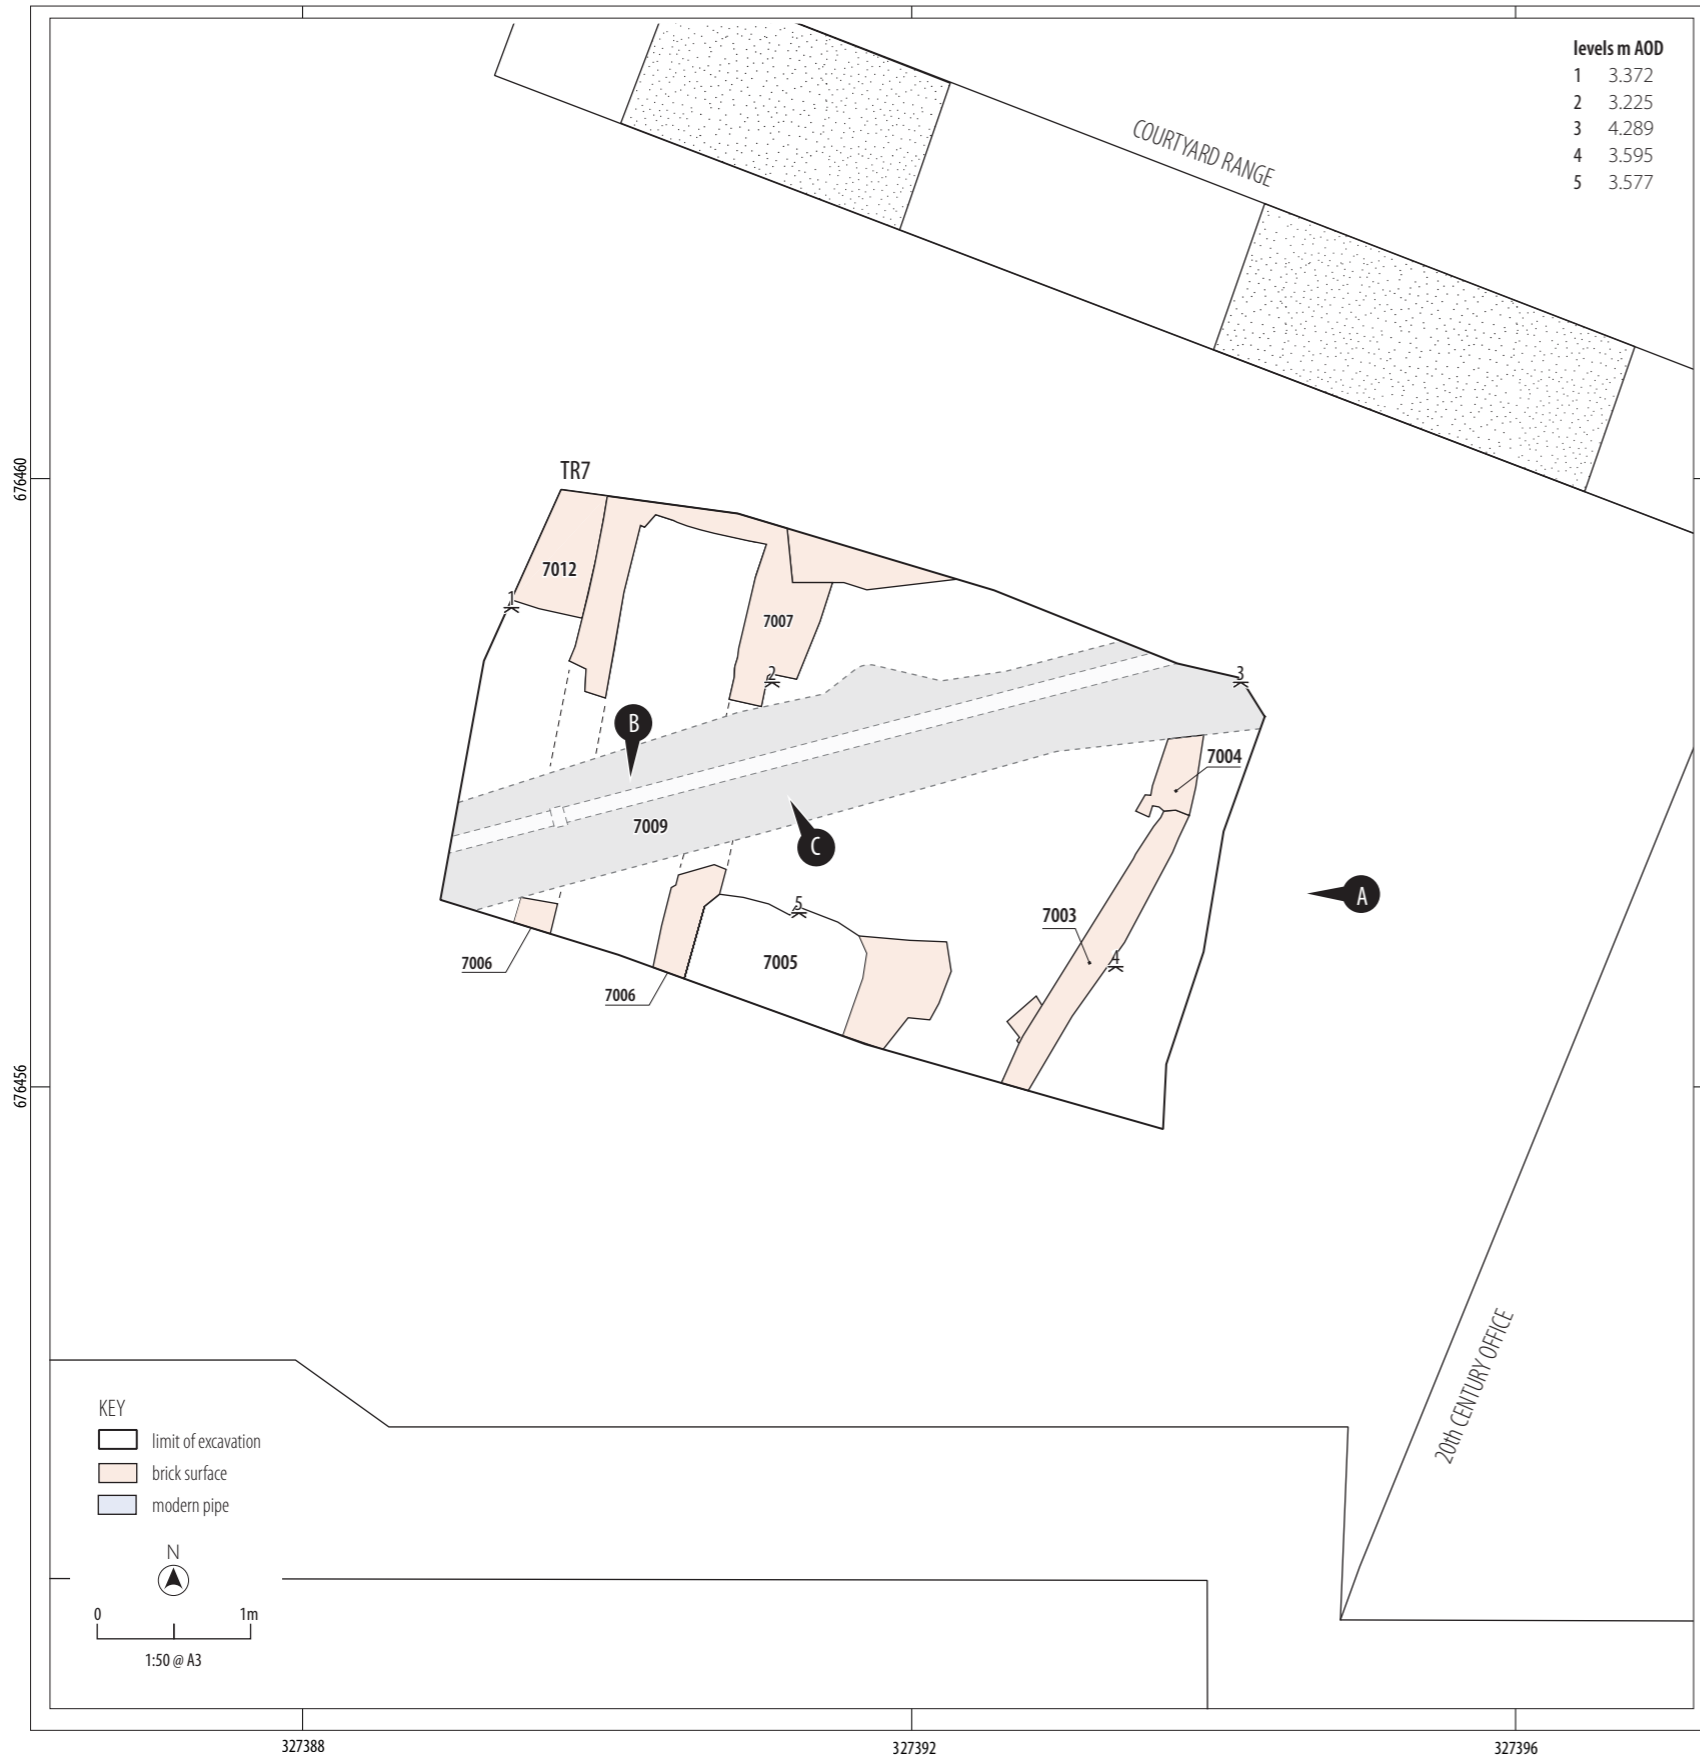 levels m AOD
1 3.372
2 3.225
3 4.289
4 3.595
5 3.577
COURTYARD RANGE
676460
TR7
7012
1
7007
2
3
B
7004
7009
C
A
5
7003
4
7005
7006
7006
676456
20th CENTURY OFFICE
KEY
limit of excavation
brick surface
modern pipe
N
0 1m
1:50 @ A3
327388 327392 327396